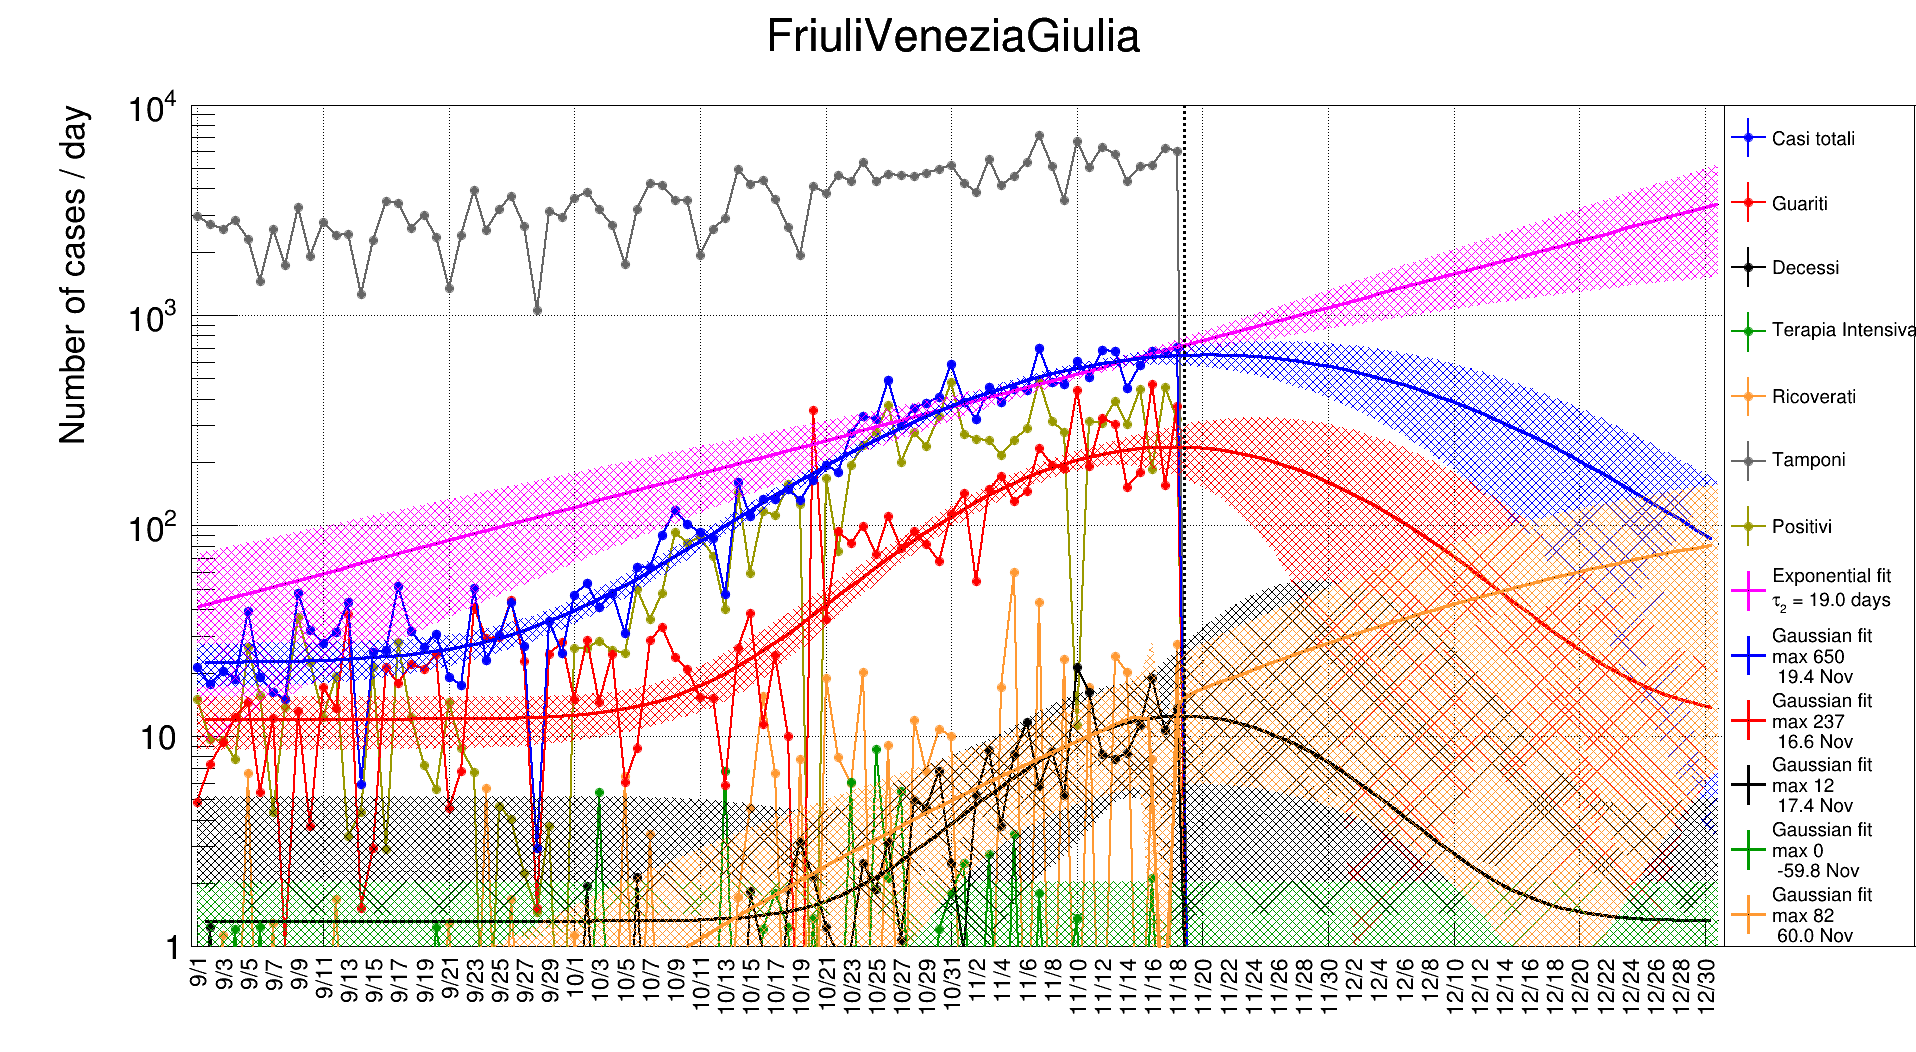 FriuliVeneziaGiulia
Number of cases / day
10^4
10^3
10^2
10
1
9/1 9/3 9/5 9/7 9/9 9/11 9/13 9/15 9/17 9/19 9/21 9/23 9/25 9/27 9/29 10/1 10/3 10/5 10/7 10/9 10/11 10/13 10/15 10/17 10/19 10/21 10/23 10/25 10/27 10/29 10/31 11/2 11/4 11/6 11/8 11/10 11/12 11/14 11/16 11/18 11/20 11/22 11/24 11/26 11/28 11/30 12/2 12/4 12/6 12/8 12/10 12/12 12/14 12/16 12/18 12/20 12/22 12/24 12/26 12/28 12/30
Casi totali
Guariti
Decessi
Terapia Intensiva
Ricoverati
Tamponi
Positivi
Exponential fit
τ₂ = 19.0 days
Gaussian fit
max 650
19.4 Nov
Gaussian fit
max 237
16.6 Nov
Gaussian fit
max 12
17.4 Nov
Gaussian fit
max 0
-59.8 Nov
Gaussian fit
max 82
60.0 Nov